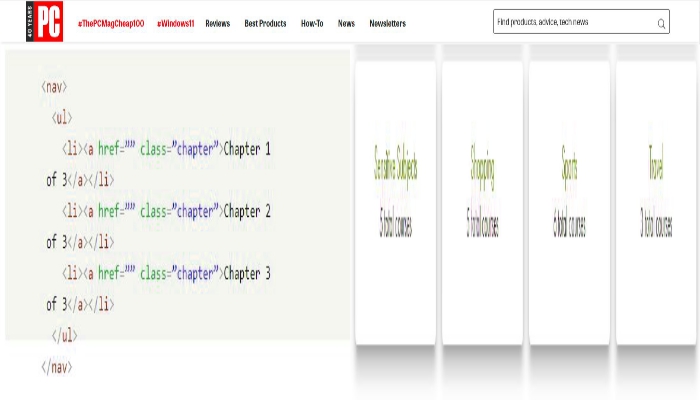 40 YEARS
PC
#ThePCMagCheap100 #Windows11 Reviews Best Products How-To News Newsletters
Find products, advice, tech news
<nav>
<ul>
<li><a href="" class="chapter">Chapter 1
of 3</a></li>
<li><a href="" class="chapter">Chapter 2
of 3</a></li>
<li><a href="" class="chapter">Chapter 3
of 3</a></li>
</ul>
</nav>
Sensitive Subjects
5 total courses
Shopping
5 total courses
Sports
6 total courses
Travel
3 total courses